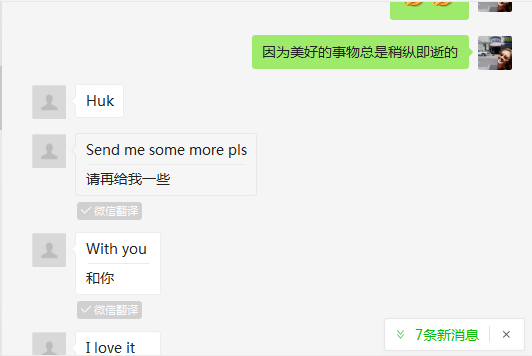 因为美好的事物总是稍纵即逝的
Huk
Send me some more pls
请再给我一些
微信翻译
With you
和你
微信翻译
I love it
7条新消息